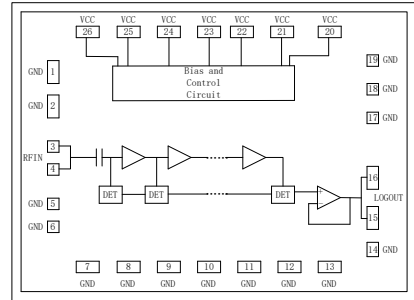 VCC VCC VCC VCC VCC VCC VCC
26 25 24 23 22 21 20
Bias and
Control
Circuit
GND 1
GND 2
19 GND
18 GND
17 GND
RFIN
3
4
DET DET DET
+
−
16
LOGOUT
15
GND 5
GND 6
14 GND
7 8 9 10 11 12 13
GND GND GND GND GND GND GND